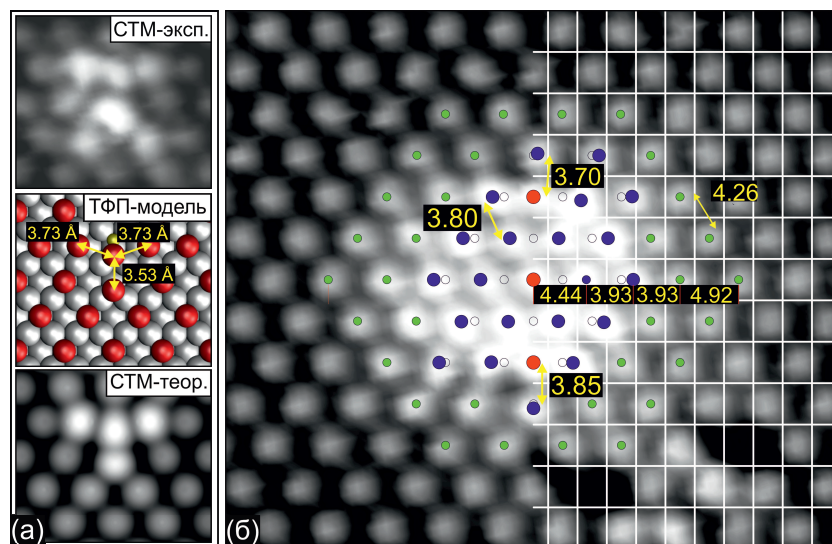 СТМ-эксп.
ТФП-модель
3.73 Å
3.73 Å
3.53 Å
СТМ-теор.
(а)
3.70
4.26
3.80
4.44
3.93
3.93
4.92
3.85
(б)